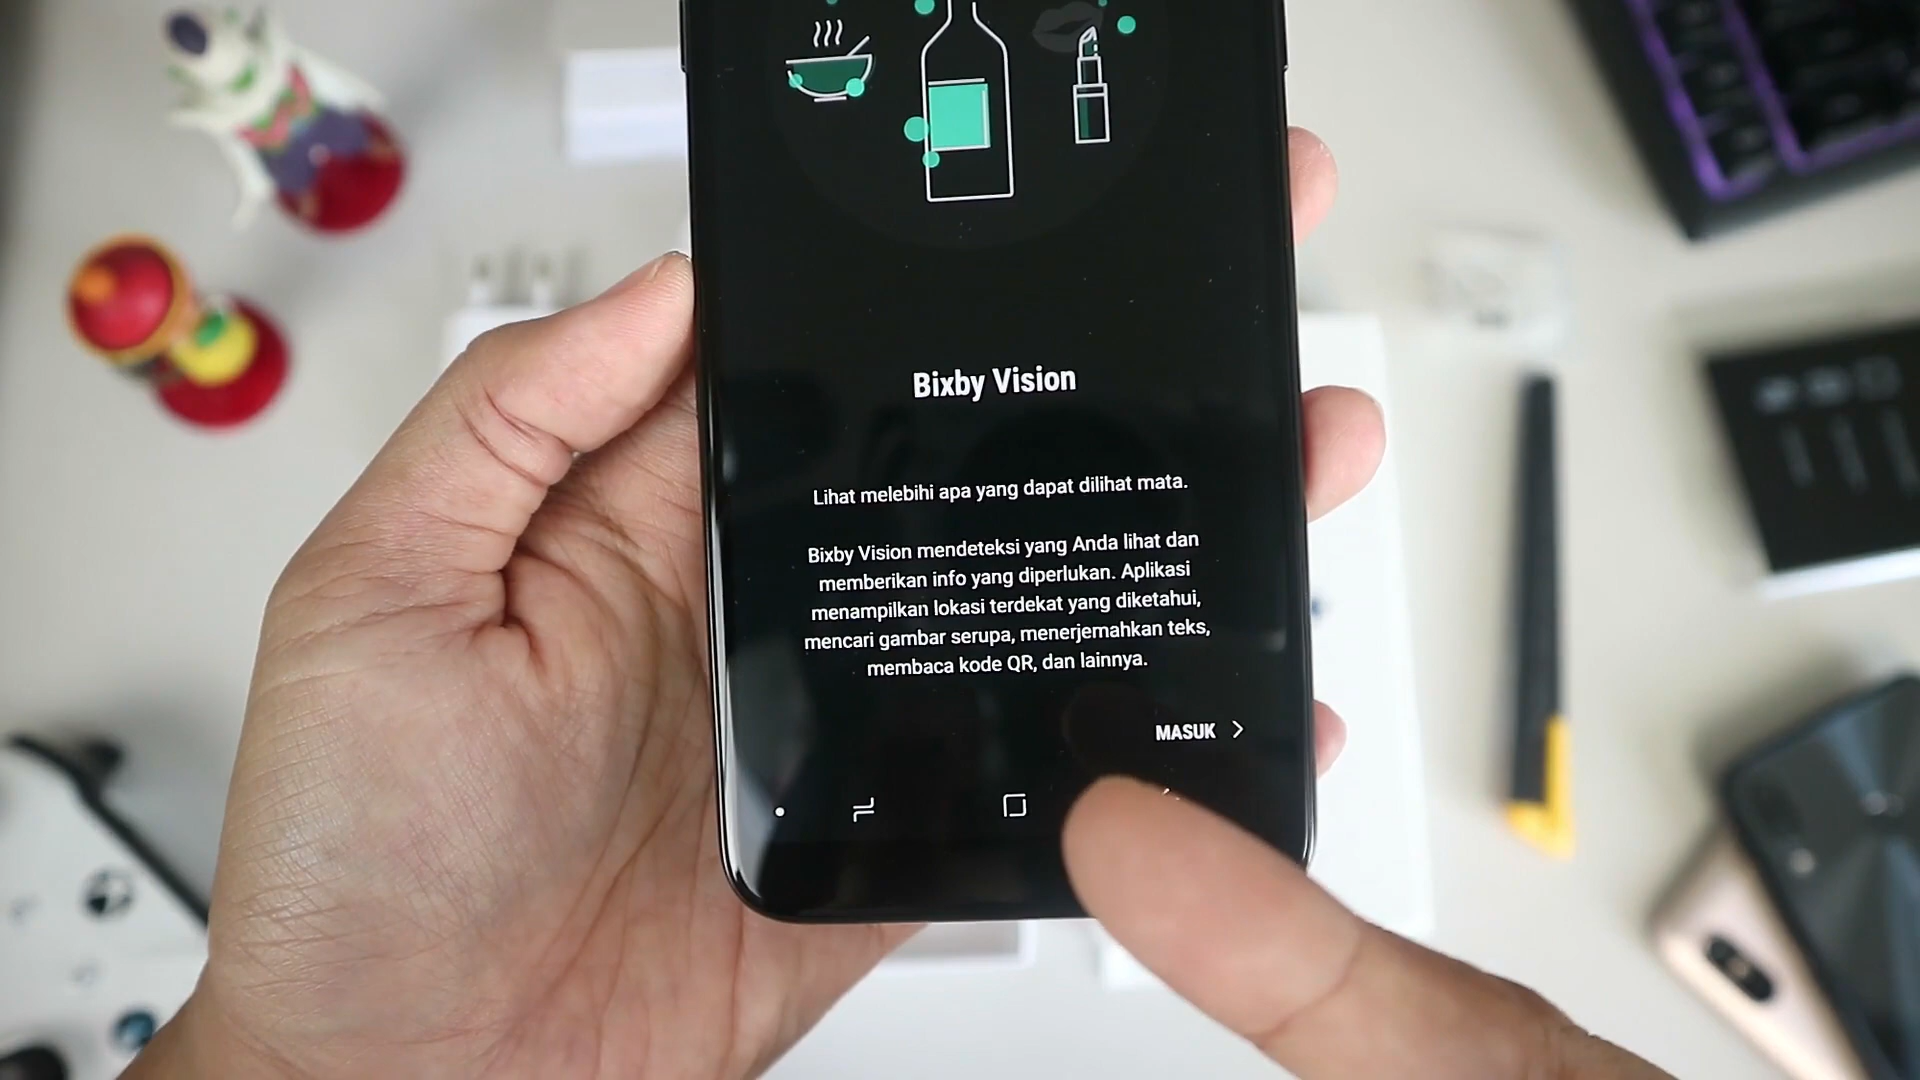 Bixby Vision
Lihat melebihi apa yang dapat dilihat mata.
Bixby Vision mendeteksi yang Anda lihat dan
memberikan info yang diperlukan. Aplikasi
menampilkan lokasi terdekat yang diketahui,
mencari gambar serupa, menerjemahkan teks,
membaca kode QR, dan lainnya.
MASUK